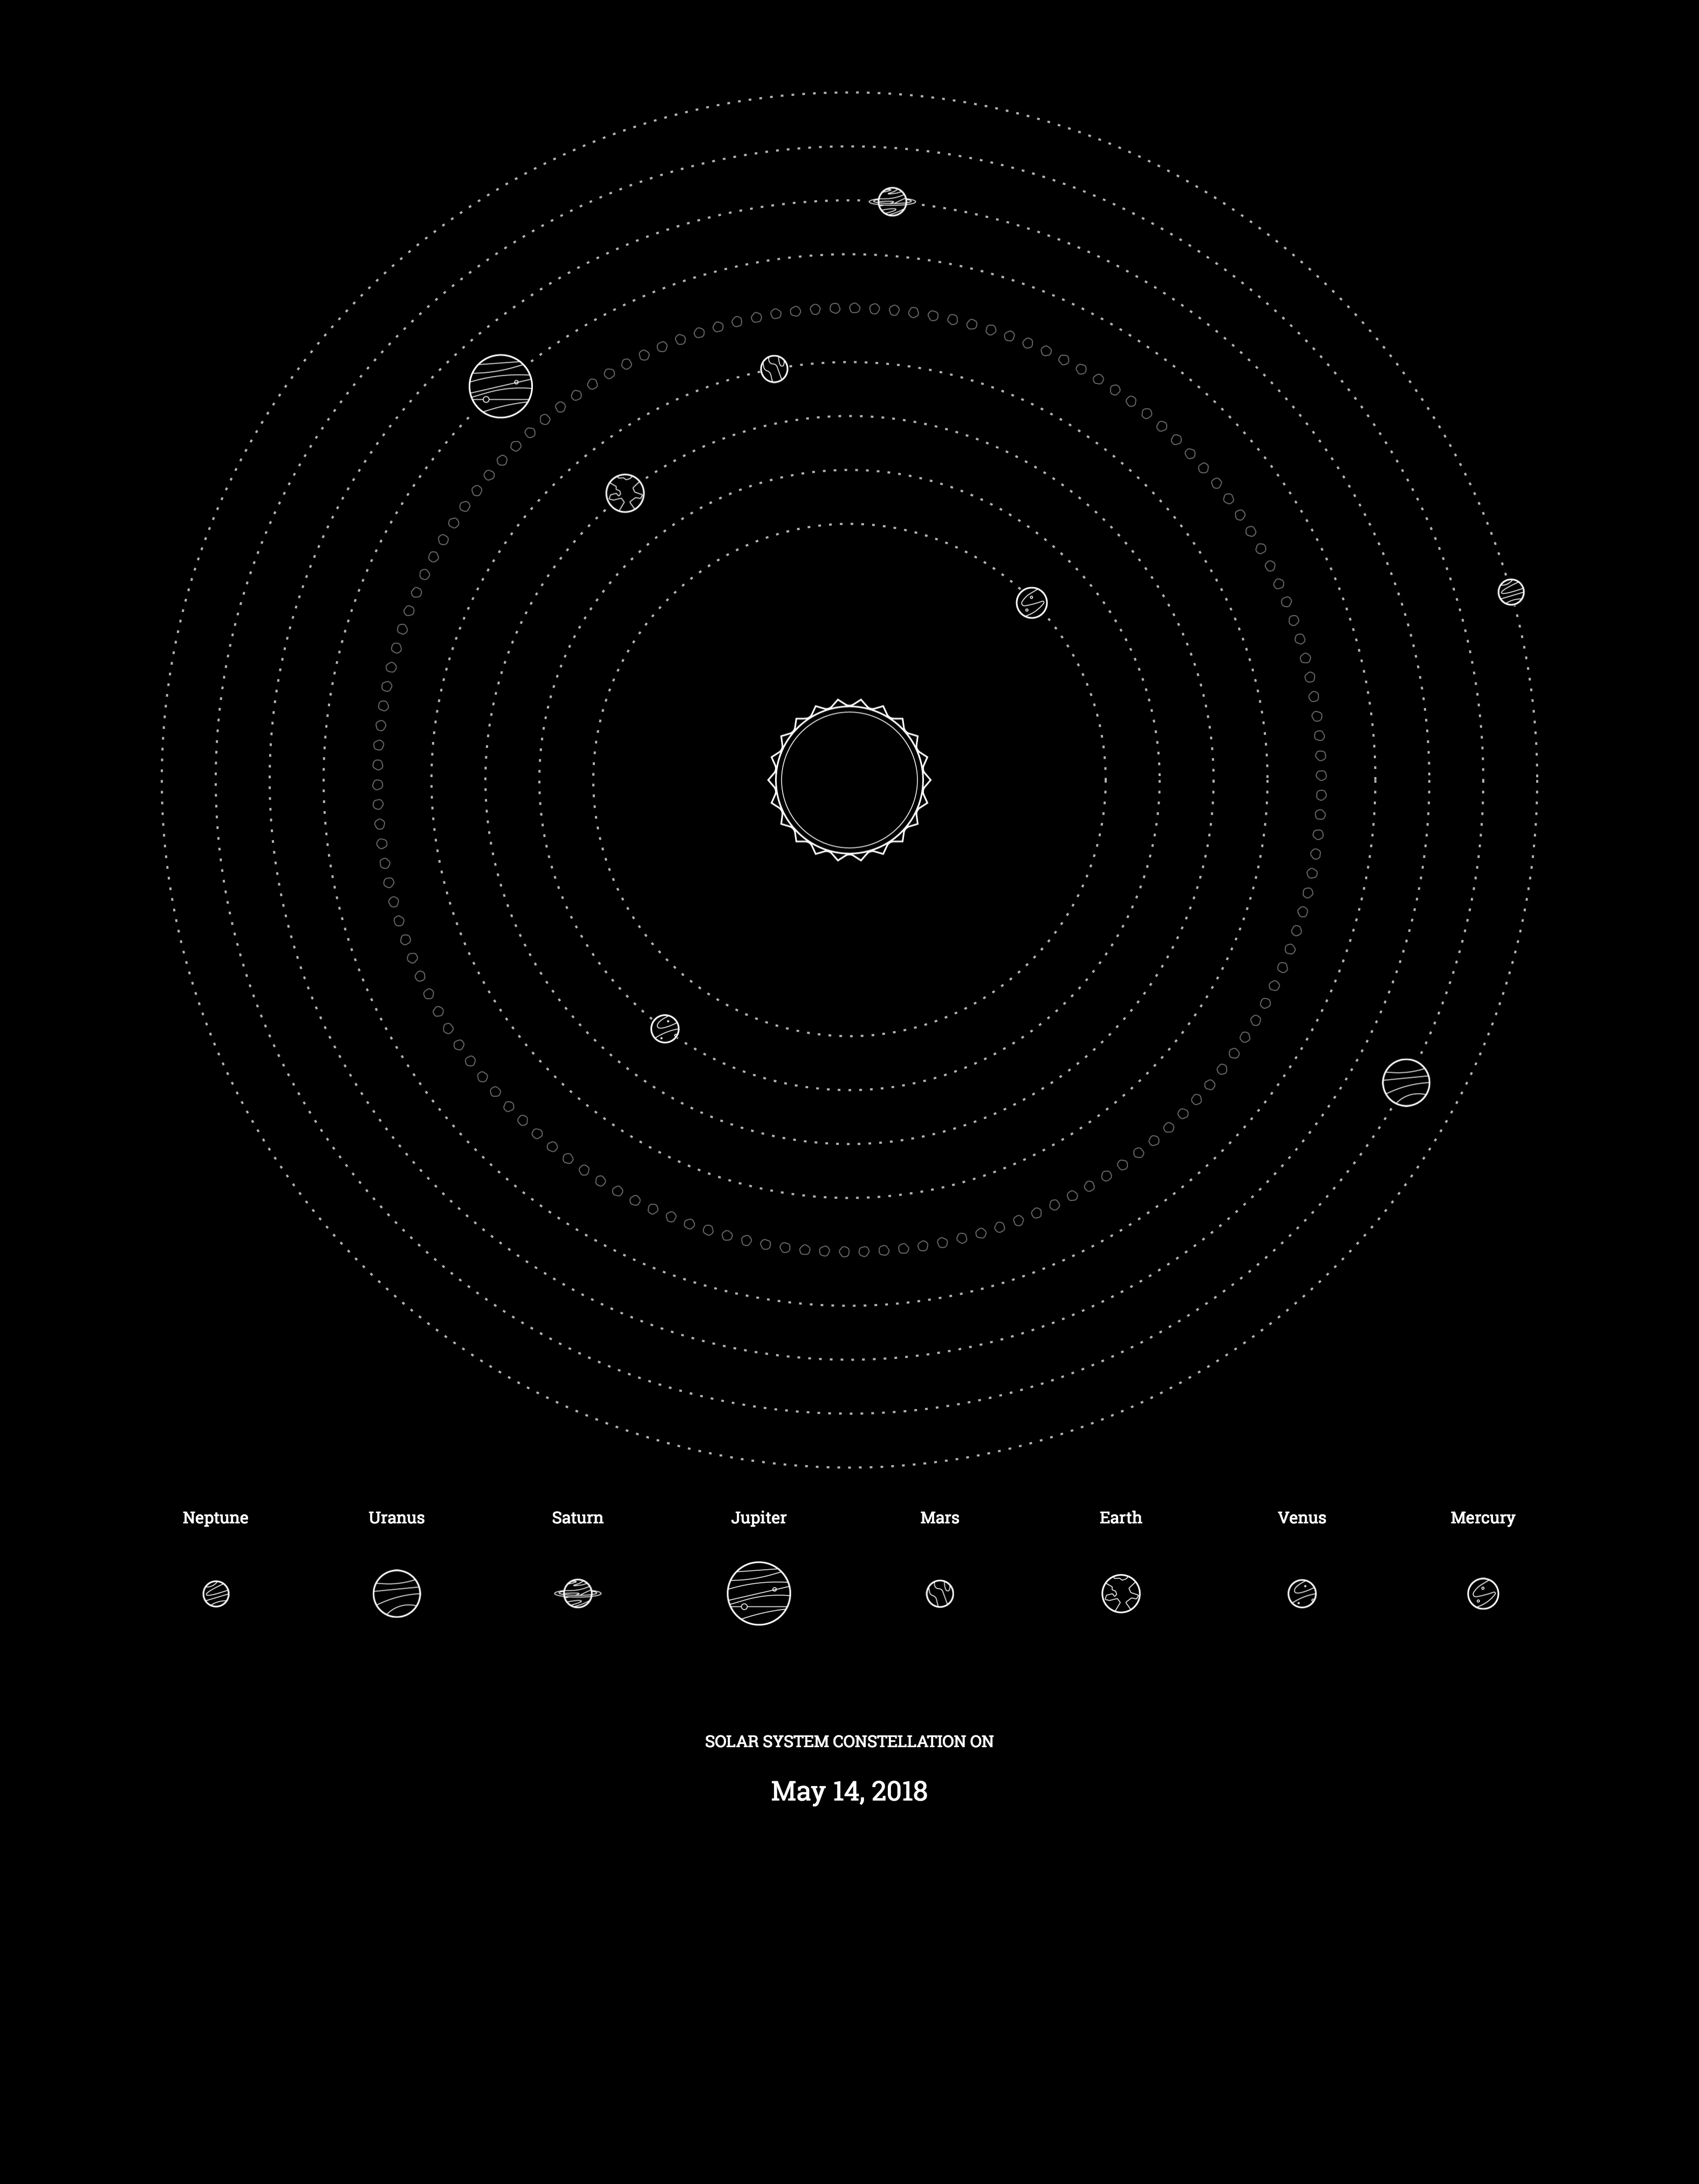 Neptune Uranus Saturn Jupiter Mars Earth Venus Mercury
SOLAR SYSTEM CONSTELLATION ON
May 14, 2018